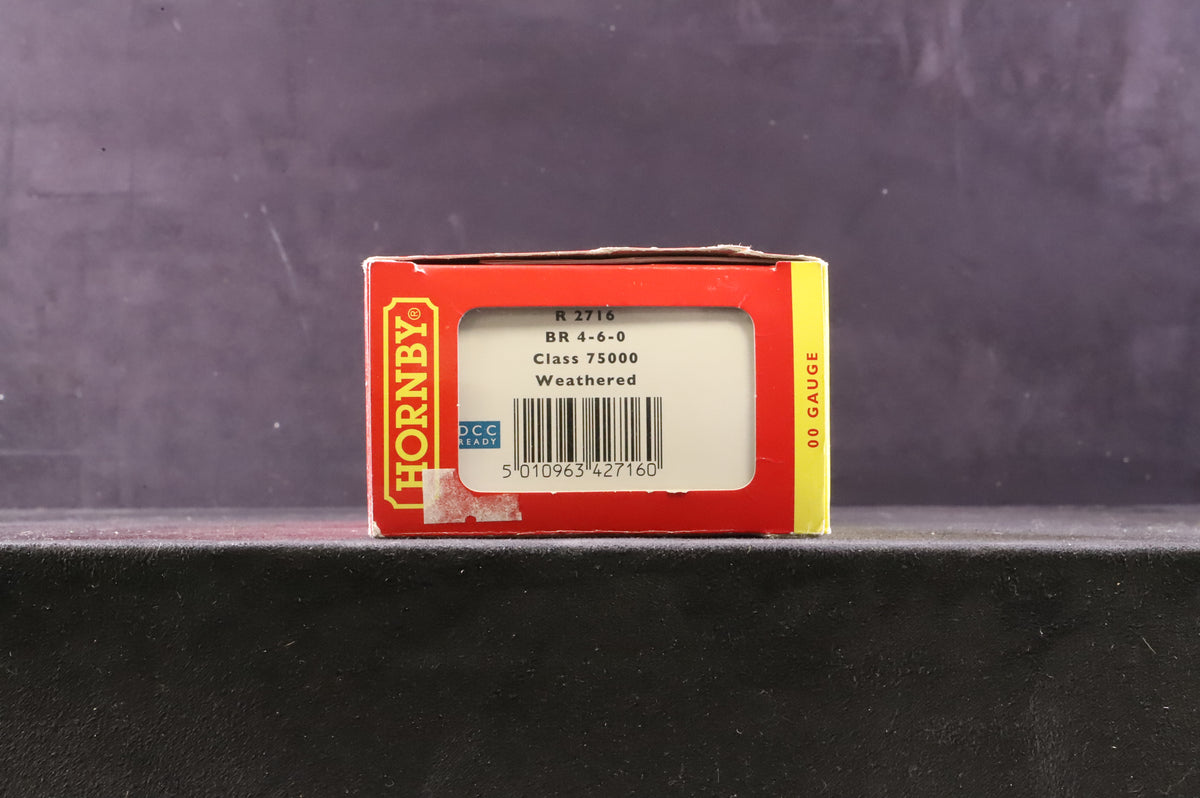 HORNBY®
R 2716
BR 4-6-0
Class 75000
Weathered
DCC
READY
5 010963 427160
00 GAUGE